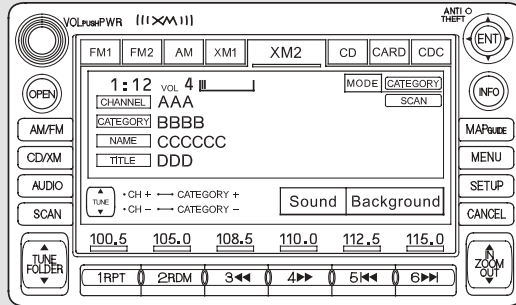 VOL PUSH PWR
((( XM )))
ANTI THEFT
ENT
FM1 FM2 AM XM1 XM2 CD CARD CDC
OPEN
INFO
1:12 VOL 4
MODE CATEGORY
SCAN
CHANNEL AAA
CATEGORY BBBB
NAME CCCCCC
TITLE DDD
AM/FM
MAP GUIDE
CD/XM
MENU
AUDIO
SETUP
SCAN
CANCEL
TUNE
•CH + CATEGORY +
•CH – CATEGORY –
Sound Background
100.5 105.0 108.5 110.0 112.5 115.0
TUNE FOLDER
IN ZOOM OUT
1RPT 2RDM 3◀◀ 4▶▶ 5|◀◀ 6▶▶|